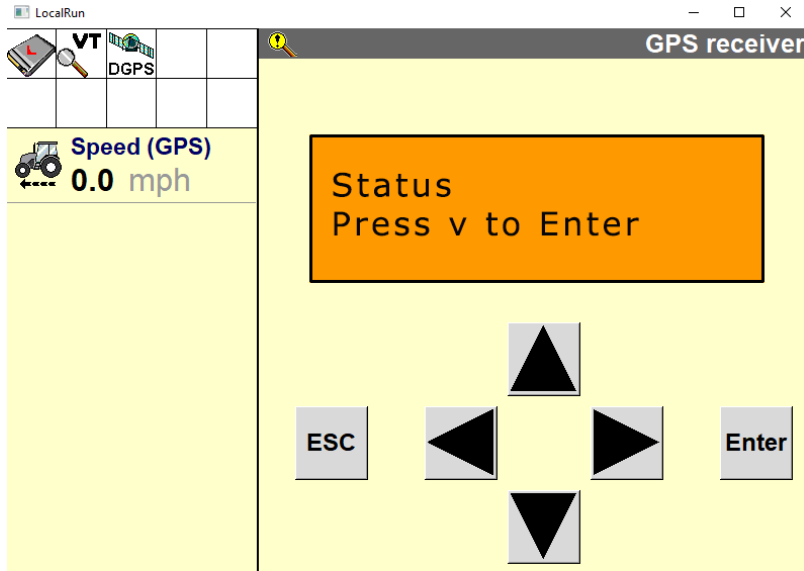 LocalRun
VT
DGPS
GPS receiver
Speed (GPS)
0.0 mph
Status
Press v to Enter
ESC
Enter